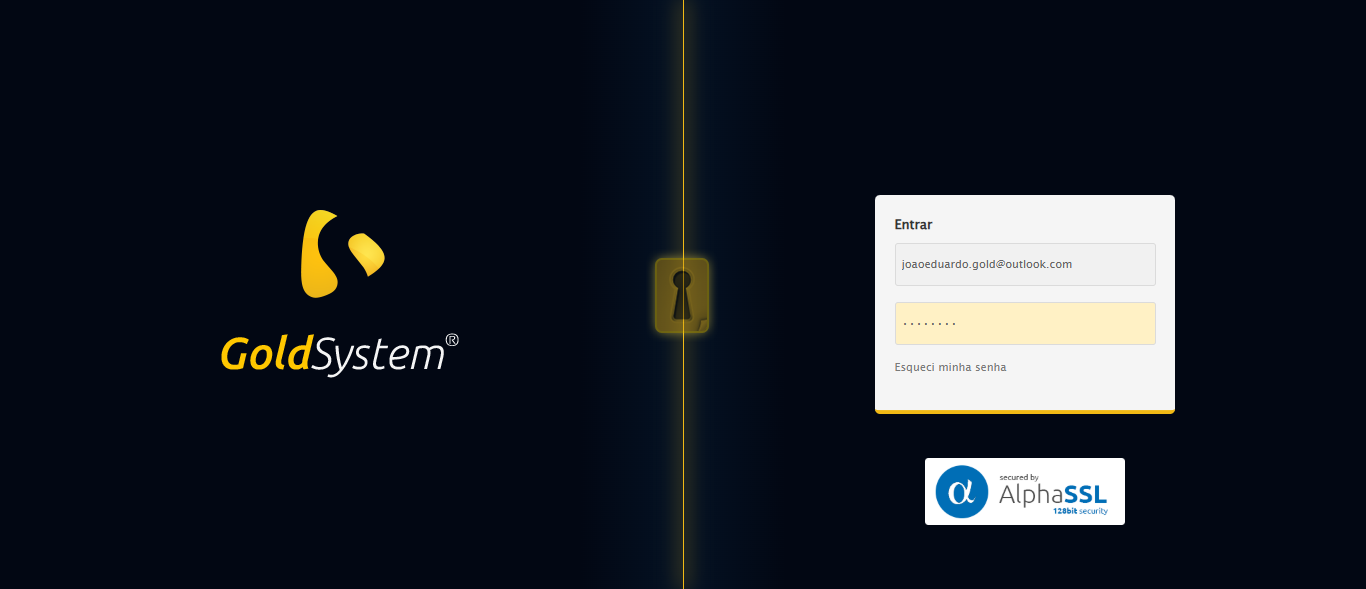 GoldSystem®
Entrar
joaoeduardo.gold@outlook.com
........
Esqueci minha senha
α
secured by
AlphaSSL
128bit security